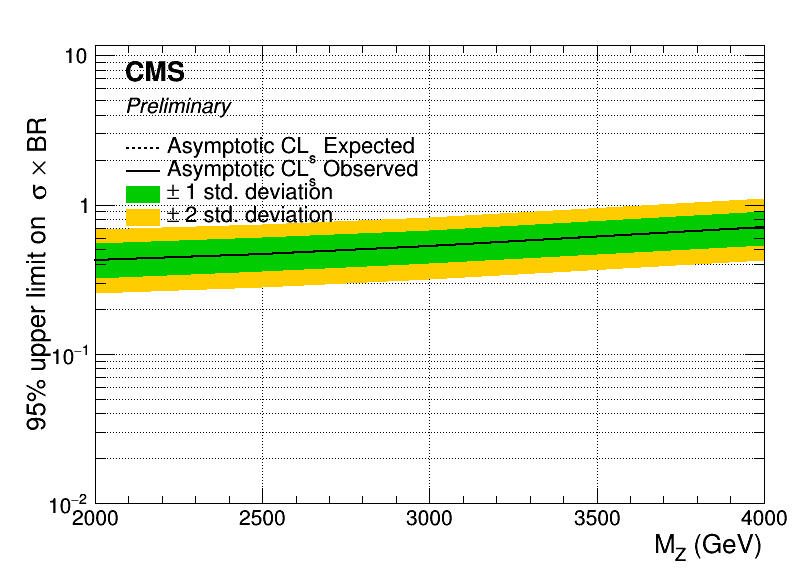 CMS
Preliminary
Asymptotic CLs Expected
Asymptotic CLs Observed
± 1 std. deviation
± 2 std. deviation
95% upper limit on σ × BR
10
1
10⁻¹
10⁻²
2000 2500 3000 3500 4000
M_Z (GeV)